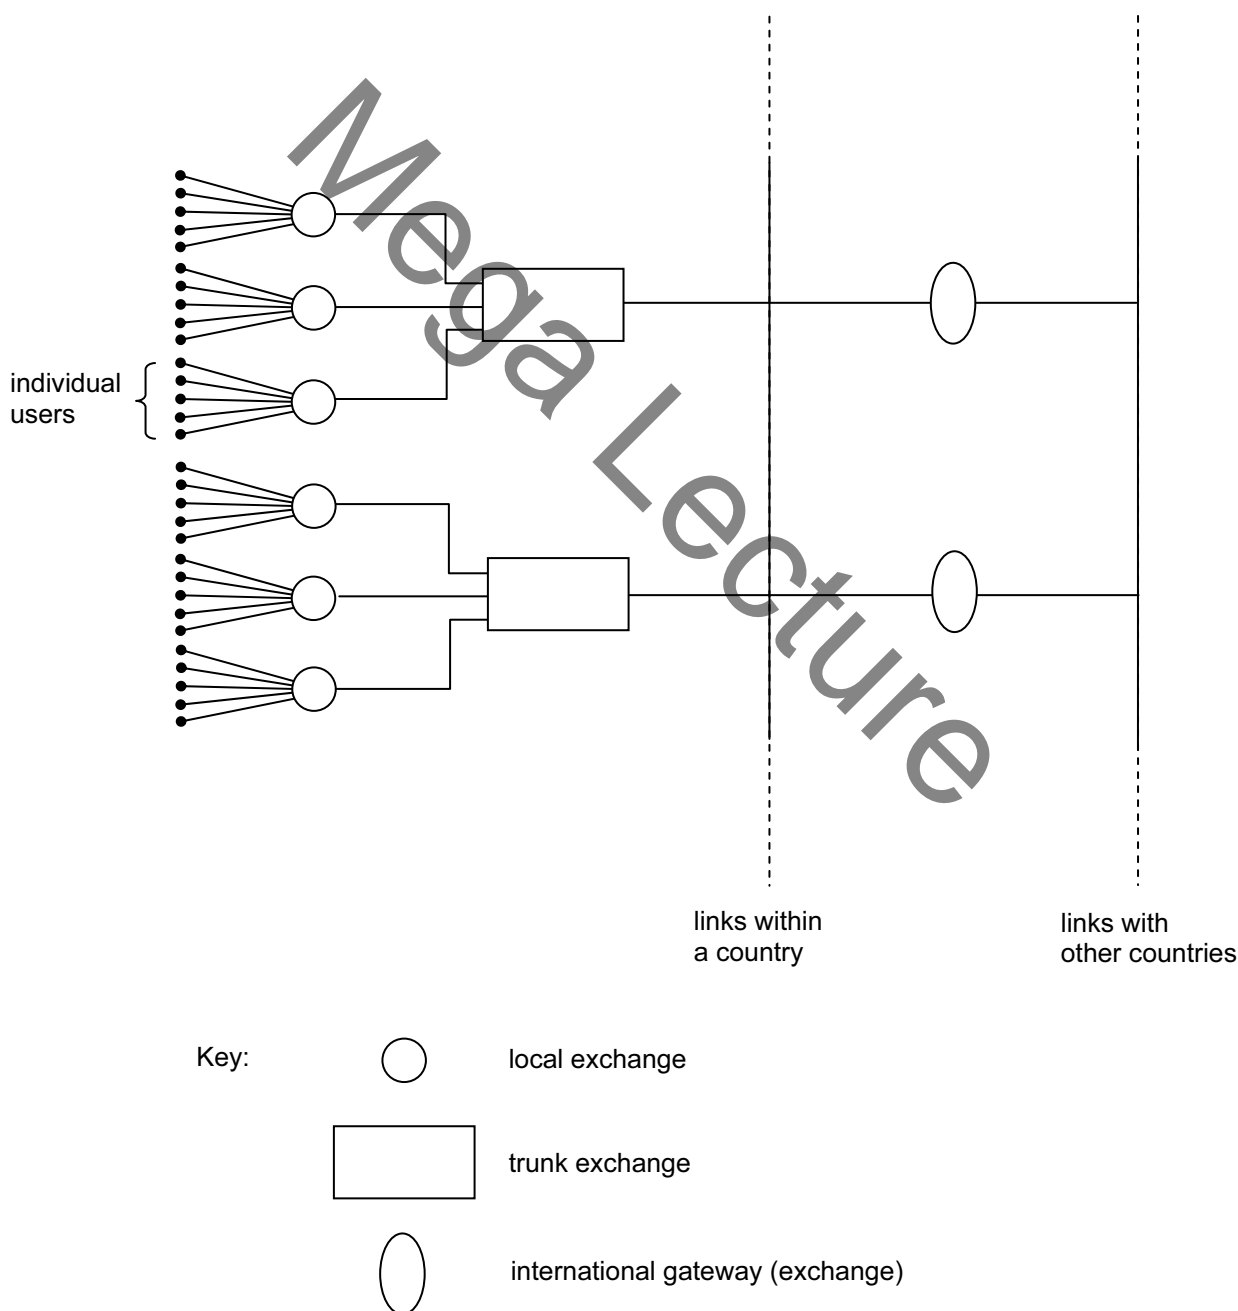 Mega Lecture
individual
users
links within
a country
links with
other countries
Key:
local exchange
trunk exchange
international gateway (exchange)